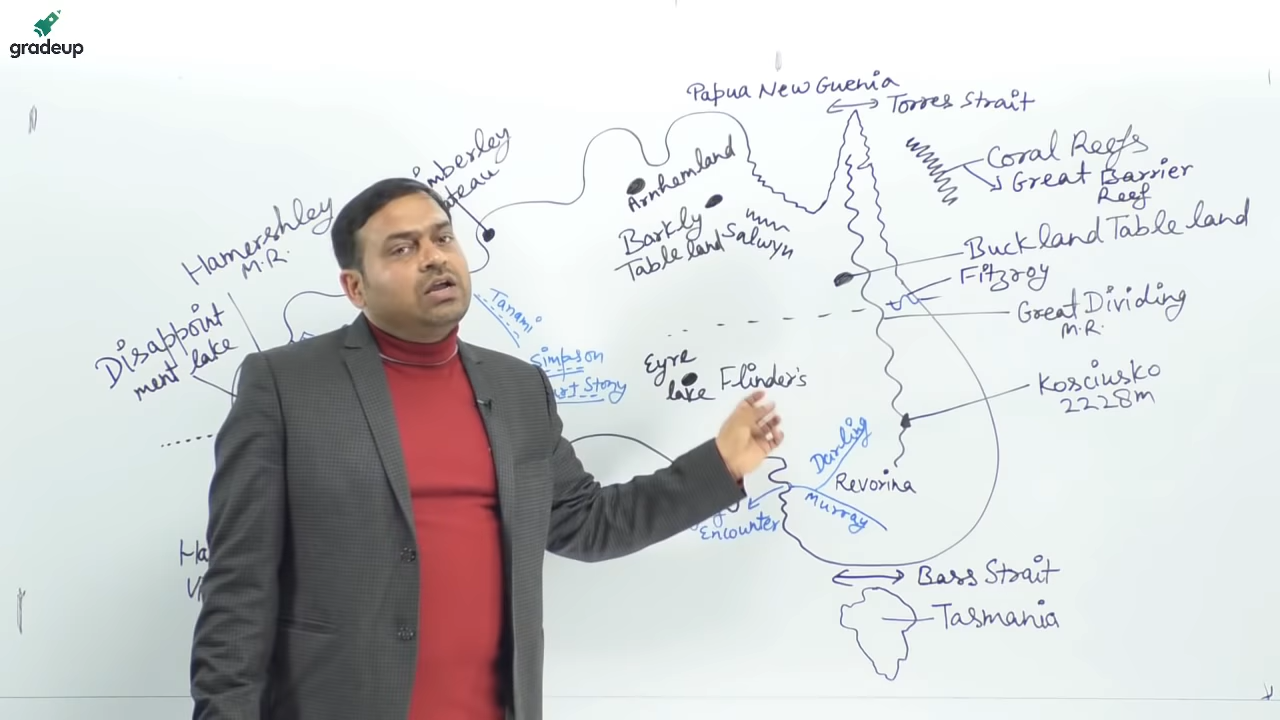 gradeup
Papua New Guenia
Torres Strait
Coral Reefs
Great Barrier
Reef
Arnhemland
Barkly
Table land
Salwyn
Buckland Table land
Fitzroy
Great Dividing
M.R.
Hamershley
M.R.
Disappoint
ment lake
Tanami
Simpson
Story
Eyre
lake
Flinder's
Kosciusko
2228m
Darling
Revorina
Murray
Encounter
Bass Strait
Tasmania